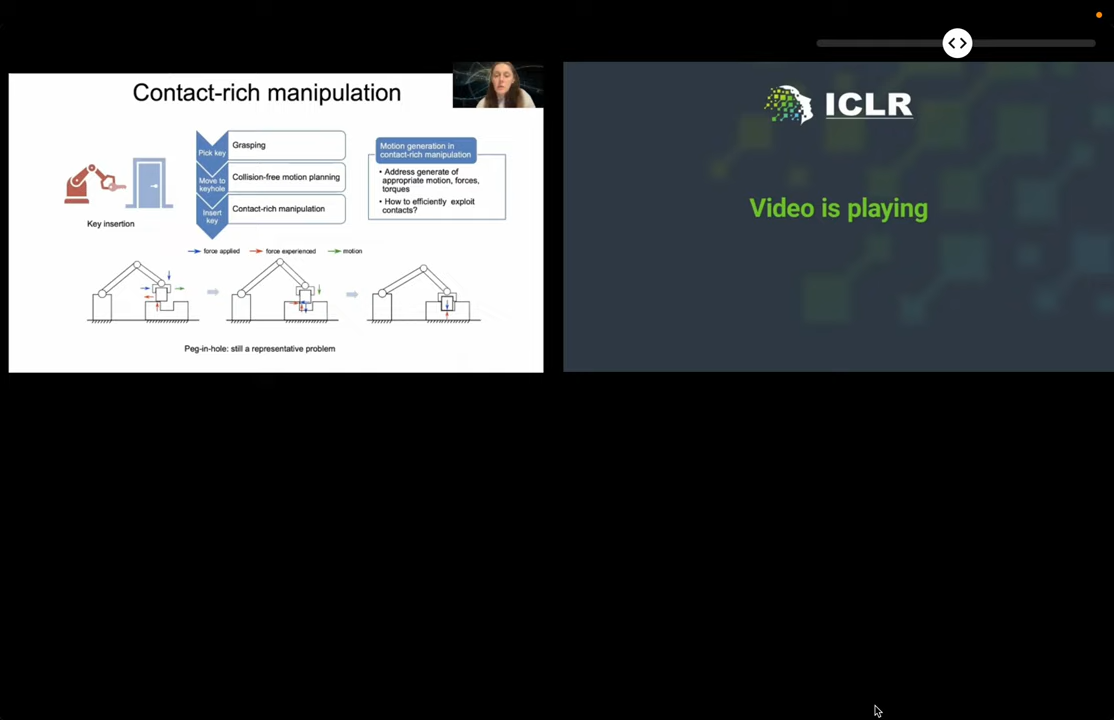 Contact-rich manipulation
Pick key
Grasping
Move to
keyhole
Collision-free motion planning
Insert
key
Contact-rich manipulation
Motion generation in
contact-rich manipulation
• Address generate of
appropriate motion, forces,
torques
• How to efficiently exploit
contacts?
Key insertion
force applied
force experienced
motion
Peg-in-hole: still a representative problem
ICLR
Video is playing